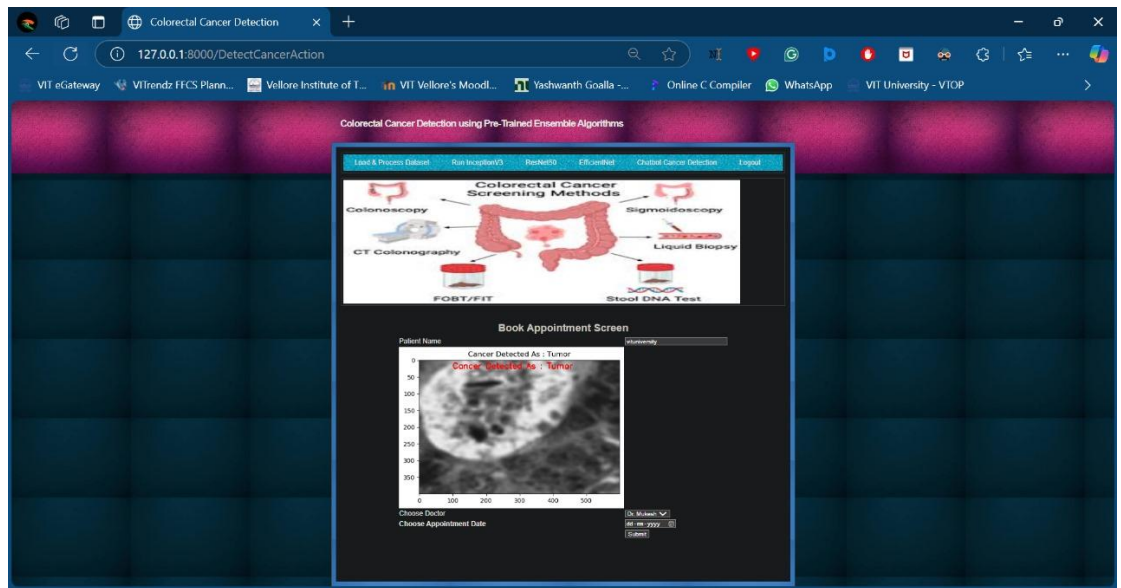 Colorectal Cancer Detection
127.0.0.1:8000/DetectCancerAction
VIT eGateway VITrendz FFCS Plann... Vellore Institute of T... VIT Vellore's Moodl... Yashwanth Goalla -... Online C Compiler WhatsApp VIT University - VTOP
Colorectal Cancer Detection using Pre-Trained Ensemble Algorithms
Load & Process Dataset Run InceptionV3 ResNet50 EfficientNet Chatbot Cancer Detection Logout
Colorectal Cancer
Screening Methods
Colonoscopy Sigmoidoscopy
CT Colonography Liquid Biopsy
FOBT/FIT Stool DNA Test
Book Appointment Screen
Patient Name vituniversity
Cancer Detected As : Tumor
Cancer Detected As : Tumor
0
50
100
150
200
250
300
350
0 100 200 300 400 500
Choose Doctor Dr. Mukesh
Choose Appointment Date dd-mm-yyyy
Submit